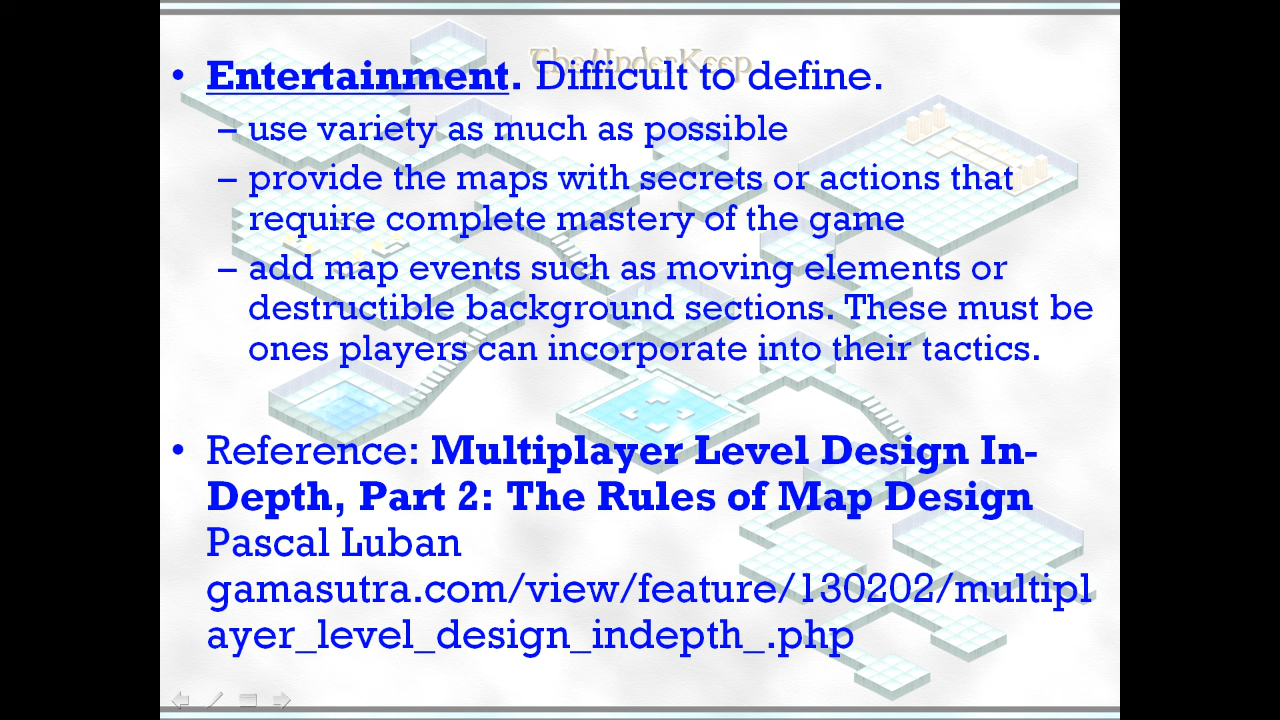 The UnderKeep
• Entertainment. Difficult to define.
– use variety as much as possible
– provide the maps with secrets or actions that
require complete mastery of the game
– add map events such as moving elements or
destructible background sections. These must be
ones players can incorporate into their tactics.
• Reference: Multiplayer Level Design In-
Depth, Part 2: The Rules of Map Design
Pascal Luban
gamasutra.com/view/feature/130202/multipl
ayer_level_design_indepth_.php